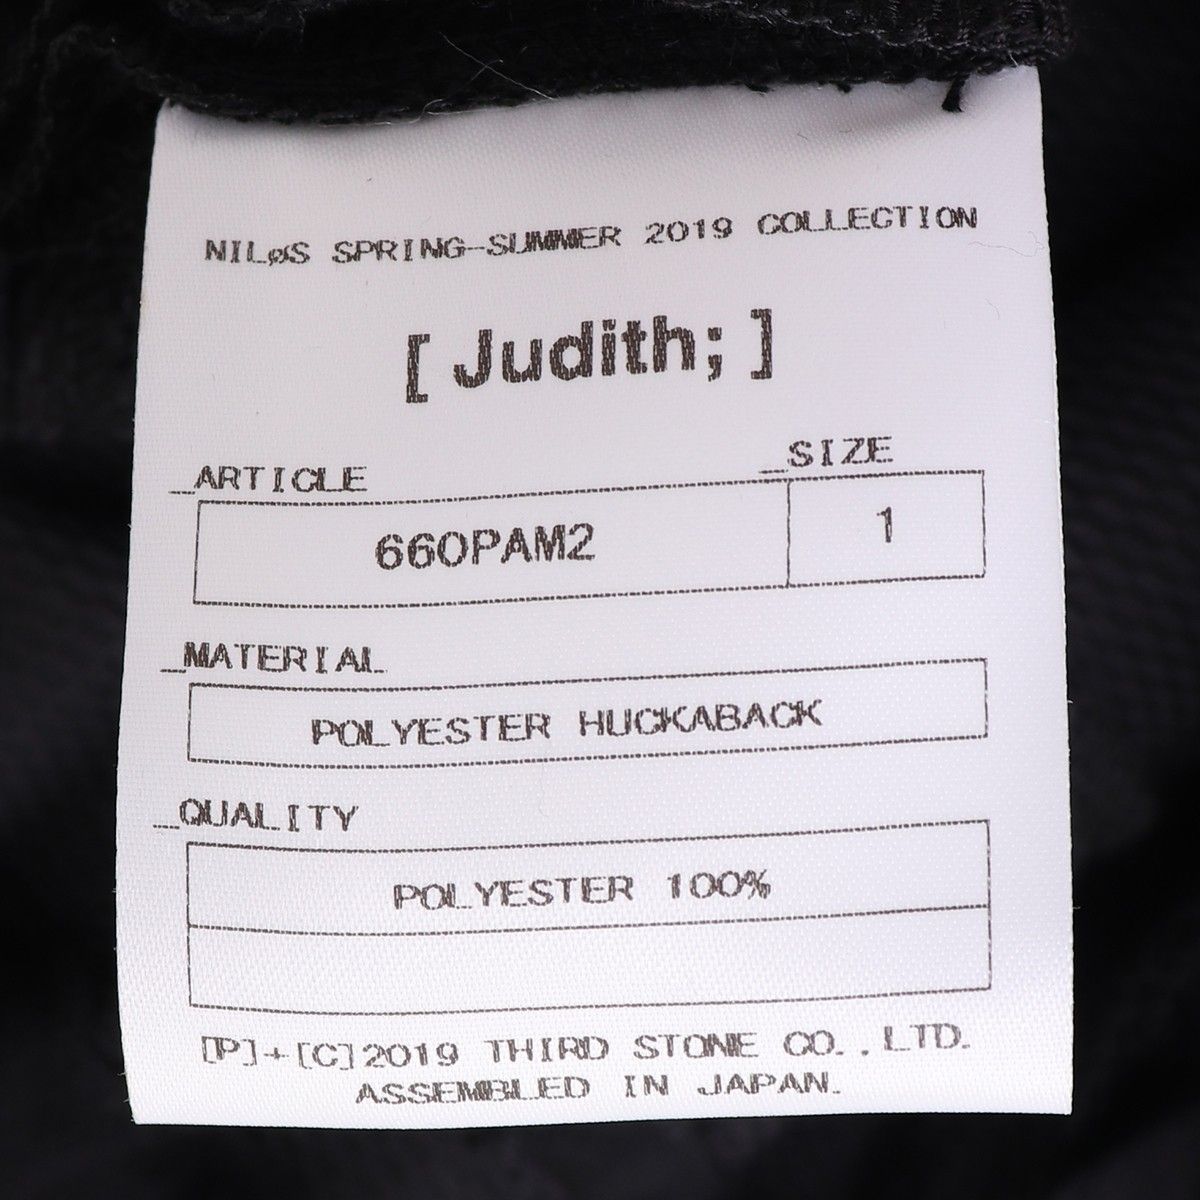 NILøS SPRING-SUMMER 2019 COLLECTION
[ Judith; ]
_ARTICLE _SIZE
660PAM2 1
_MATERIAL
POLYESTER HUCKABACK
_QUALITY
POLYESTER 100%
[P]+[C]2019 THIRD STONE CO.,LTD.
ASSEMBLED IN JAPAN.